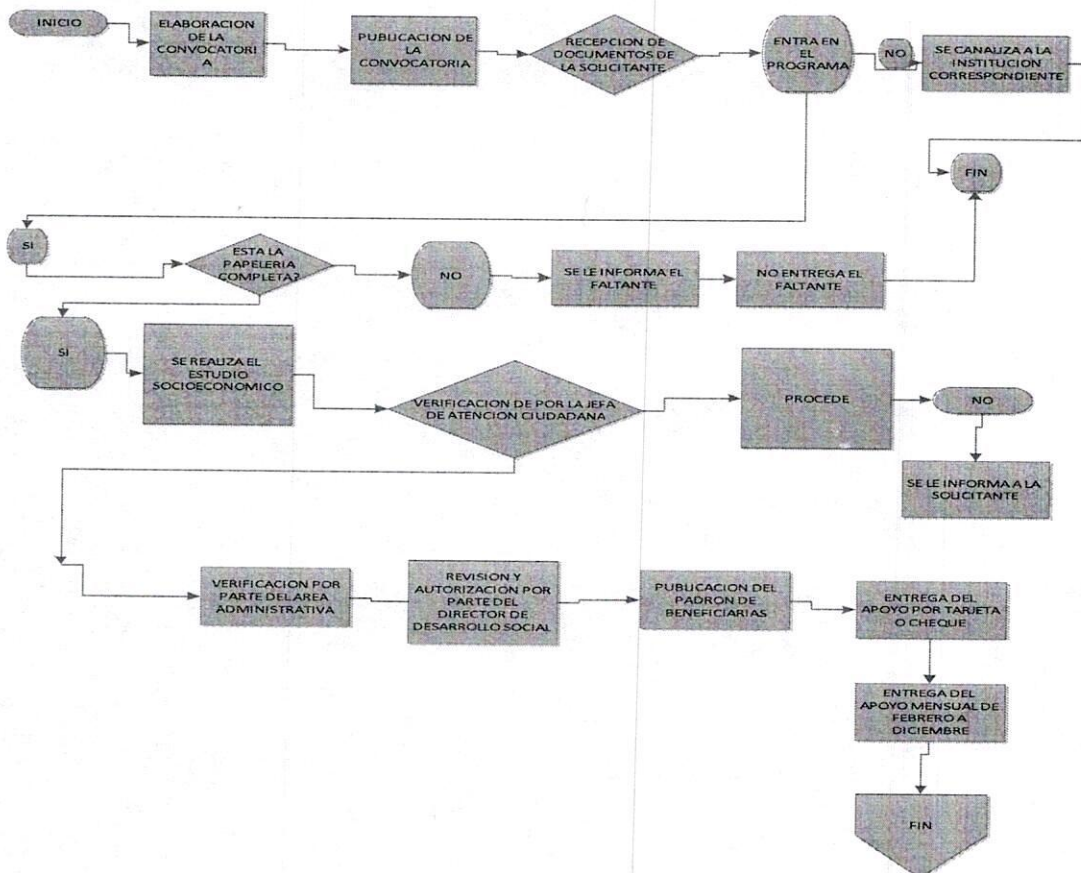 INICIO
ELABORACION
DE LA
CONVOCATORI
A
PUBLICACION DE
LA
CONVOCATORIA
RECEPCION DE
DOCUMENTOS DE
LA SOLICITANTE
ENTRA EN
EL
PROGRAMA
NO
SE CANALIZA A LA
INSTITUCION
CORRESPONDIENTE
FIN
SI
ESTA LA
PAPELERIA
COMPLETA?
NO
SE LE INFORMA EL
FALTANTE
NO ENTREGA EL
FALTANTE
SI
SE REALIZA EL
ESTUDIO
SOCIOECONOMICO
VERIFICACION DE POR LA JEFA
DE ATENCIÓN CIUDADANA
PROCEDE
NO
SE LE INFORMA A LA
SOLICITANTE
VERIFICACION POR
PARTE DEL AREA
ADMINISTRATIVA
REVISION Y
AUTORIZACIÓN POR
PARTE DEL
DIRECTOR DE
DESARROLLO SOCIAL
PUBLICACION DEL
PADRON DE
BENEFICIARIAS
ENTREGA DEL
APOYO POR TARJETA
O CHEQUE
ENTREGA DEL
APOYO MENSUAL DE
FEBRERO A
DICIEMBRE
FIN